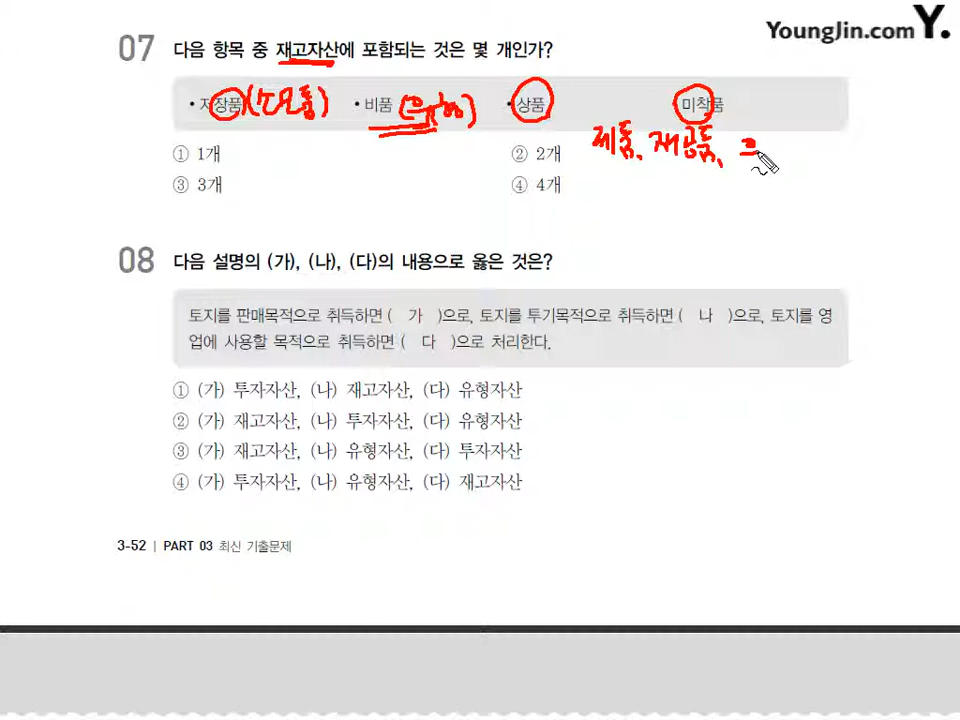 YoungJin.com Y.
07 다음 항목 중 재고자산에 포함되는 것은 몇 개인가?
• 저장품 (소모품) • 비품 (유형) • 상품 미착품
제품, 재공품,
① 1개 ② 2개
③ 3개 ④ 4개
08 다음 설명의 (가), (나), (다)의 내용으로 옳은 것은?
토지를 판매목적으로 취득하면 ( 가 )으로, 토지를 투기목적으로 취득하면 ( 나 )으로, 토지를 영
업에 사용할 목적으로 취득하면 ( 다 )으로 처리한다.
① (가) 투자자산, (나) 재고자산, (다) 유형자산
② (가) 재고자산, (나) 투자자산, (다) 유형자산
③ (가) 재고자산, (나) 유형자산, (다) 투자자산
④ (가) 투자자산, (나) 유형자산, (다) 재고자산
3-52 | PART 03 최신 기출문제